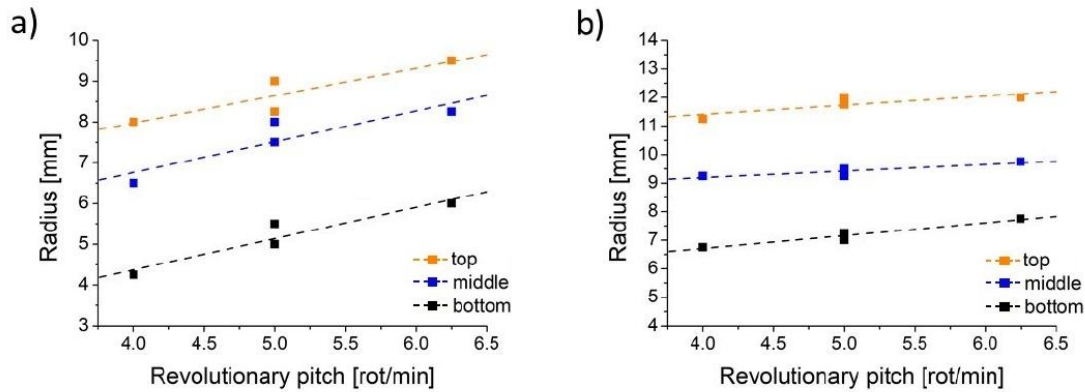 a)
10
9
8
7
6
5
4
3
Radius [mm]
top
middle
bottom
4.0 4.5 5.0 5.5 6.0 6.5
Revolutionary pitch [rot/min]
b)
14
13
12
11
10
9
8
7
6
5
4
Radius [mm]
top
middle
bottom
4.0 4.5 5.0 5.5 6.0 6.5
Revolutionary pitch [rot/min]